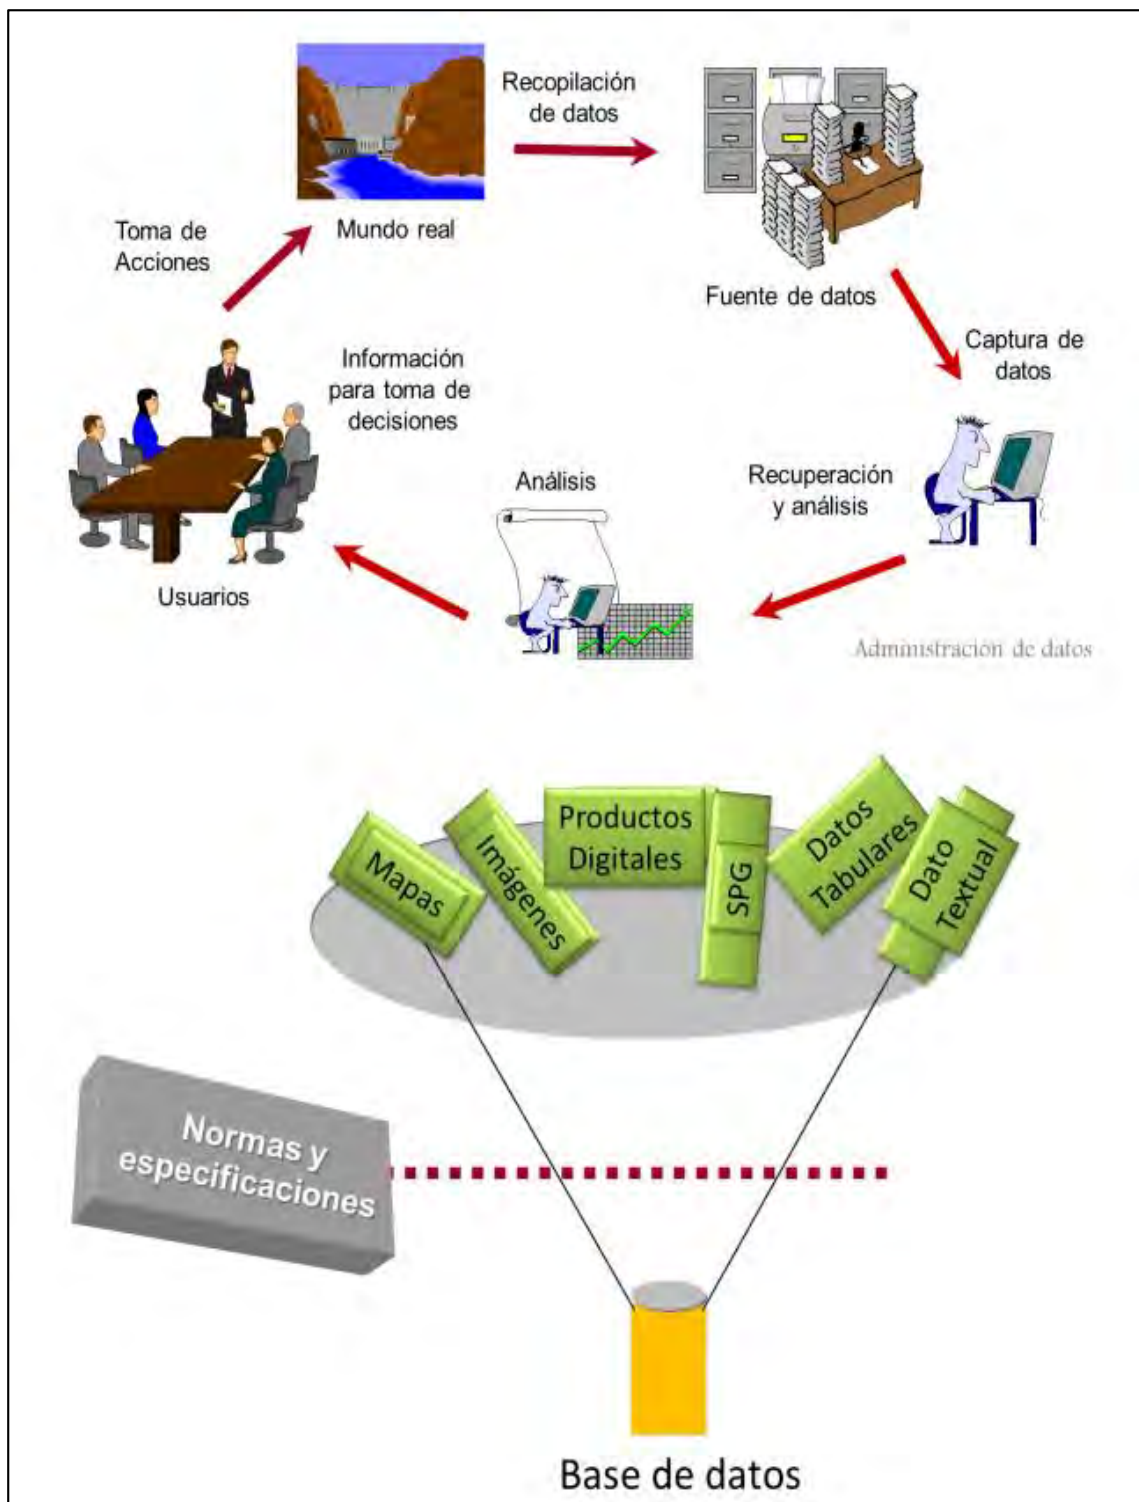 Recopilación
de datos
Toma de
Acciones
Mundo real
Fuente de datos
Captura de
datos
Información
para toma de
decisiones
Análisis
Recuperación
y análisis
Usuarios
Administración de datos
Mapas
Imágenes
Productos
Digitales
SPG
Datos
Tabulares
Dato
Textual
Normas y
especificaciones
Base de datos